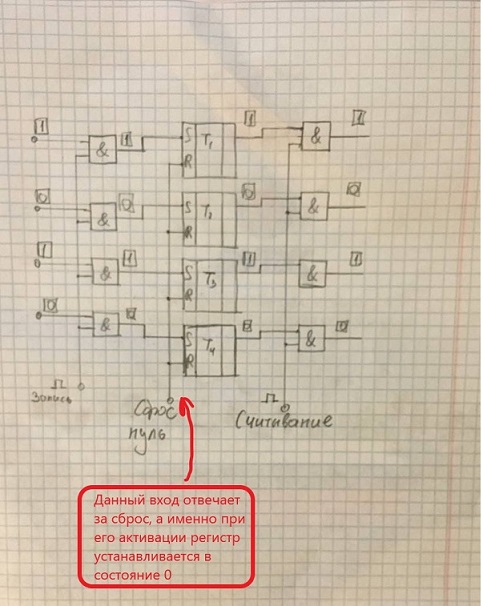 1
&
1
S
T1
R
1
&
1
0
&
0
S
T2
R
0
&
0
1
&
1
S
T3
R
1
&
1
0
&
0
S
T4
R
0
&
0
Запись
Сброс
нуль
Считывание
Данный вход отвечает
за сброс, а именно при
его активации регистр
устанавливается в
состояние 0